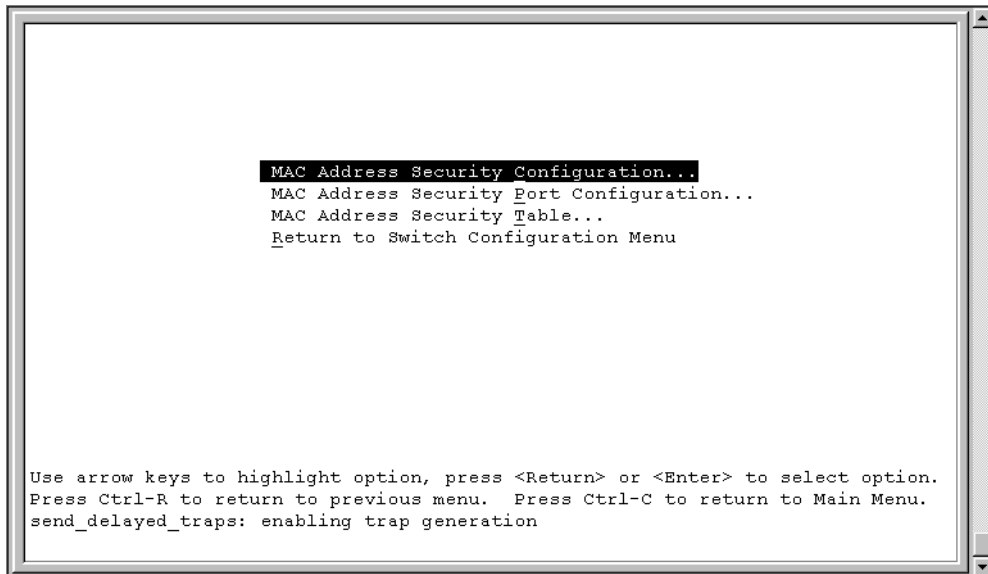 MAC Address Security Configuration...
MAC Address Security Port Configuration...
MAC Address Security Table...
Return to Switch Configuration Menu
Use arrow keys to highlight option, press <Return> or <Enter> to select option.
Press Ctrl-R to return to previous menu.  Press Ctrl-C to return to Main Menu.
send_delayed_traps: enabling trap generation